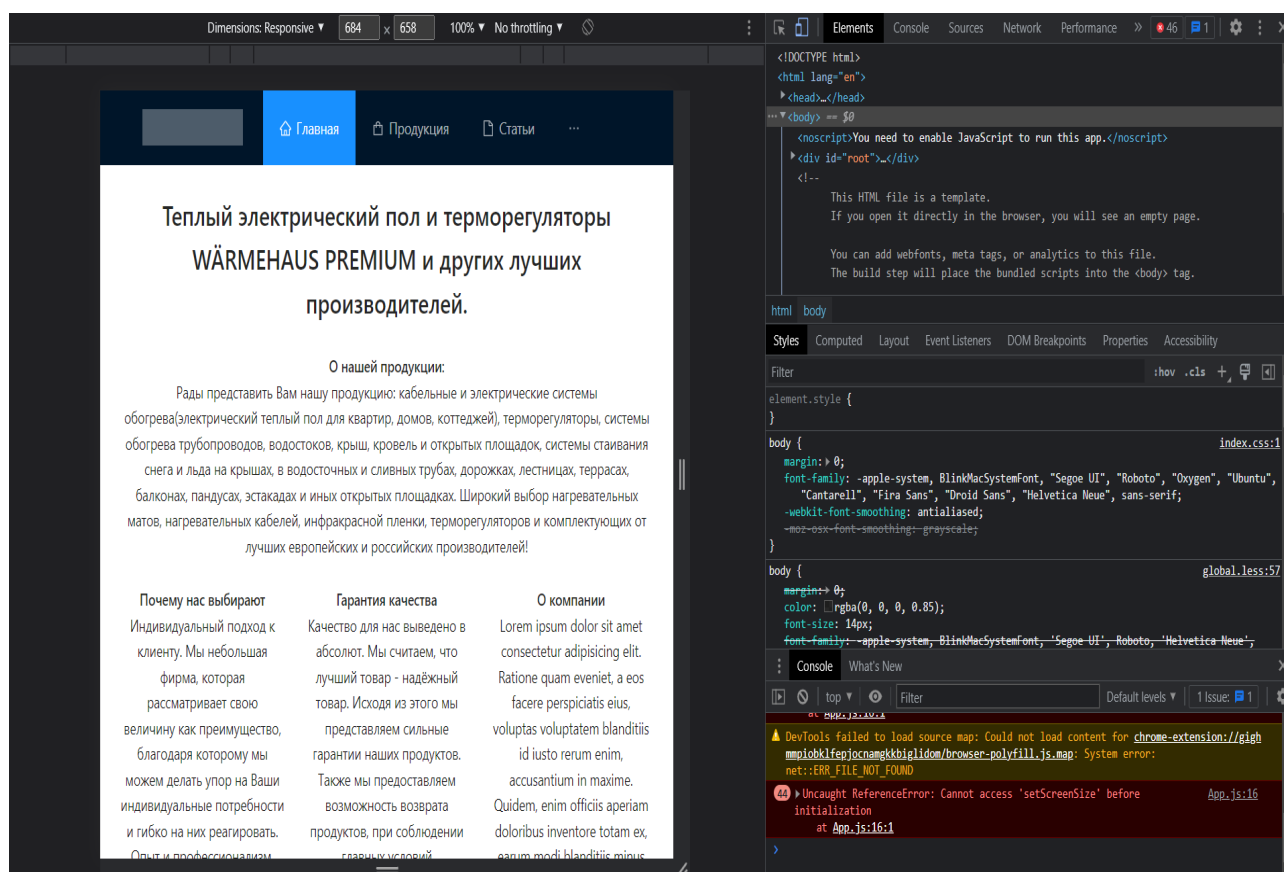 Dimensions: Responsive ▼ 684 × 658 100% ▼ No throttling ▼
Главная Продукция Статьи ···
Теплый электрический пол и терморегуляторы
WÄRMEHAUS PREMIUM и других лучших
производителей.
О нашей продукции:
Рады представить Вам нашу продукцию: кабельные и электрические системы
обогрева(электрический теплый пол для квартир, домов, коттеджей), терморегуляторы, системы
обогрева трубопроводов, водостоков, крыш, кровель и открытых площадок, системы стаивания
снега и льда на крышах, в водосточных и сливных трубах, дорожках, лестницах, террасах,
балконах, пандусах, эстакадах и иных открытых площадках. Широкий выбор нагревательных
матов, нагревательных кабелей, инфракрасной пленки, терморегуляторов и комплектующих от
лучших европейских и российских производителей!
Почему нас выбирают
Индивидуальный подход к
клиенту. Мы небольшая
фирма, которая
рассматривает свою
величину как преимущество,
благодаря которому мы
можем делать упор на Ваши
индивидуальные потребности
и гибко на них реагировать.
Опыт и профессионализм
Гарантия качества
Качество для нас выведено в
абсолют. Мы считаем, что
лучший товар - надёжный
товар. Исходя из этого мы
представляем сильные
гарантии наших продуктов.
Также мы предоставляем
возможность возврата
продуктов, при соблюдении
главных условий
О компании
Lorem ipsum dolor sit amet
consectetur adipisicing elit.
Ratione quam eveniet, a eos
facere perspiciatis eius,
voluptas voluptatem blanditiis
id iusto rerum enim,
accusantium in maxime.
Quidem, enim officiis aperiam
doloribus inventore totam ex,
earum modi blanditiis minus
Elements Console Sources Network Performance » 46 1
<!DOCTYPE html>
<html lang="en">
<head>…</head>
<body> == $0
<noscript>You need to enable JavaScript to run this app.</noscript>
<div id="root">…</div>
<!--
This HTML file is a template.
If you open it directly in the browser, you will see an empty page.
You can add webfonts, meta tags, or analytics to this file.
The build step will place the bundled scripts into the <body> tag.
html body
Styles Computed Layout Event Listeners DOM Breakpoints Properties Accessibility
Filter :hov .cls +
element.style {
}
body { index.css:1
margin: 0;
font-family: -apple-system, BlinkMacSystemFont, "Segoe UI", "Roboto", "Oxygen", "Ubuntu",
"Cantarell", "Fira Sans", "Droid Sans", "Helvetica Neue", sans-serif;
-webkit-font-smoothing: antialiased;
-moz-osx-font-smoothing: grayscale;
}
body { global.less:57
margin: 0;
color: rgba(0, 0, 0, 0.85);
font-size: 14px;
font-family: -apple-system, BlinkMacSystemFont, 'Segoe UI', Roboto, 'Helvetica Neue',
Console What's New
top ▼ Filter Default levels ▼ 1 Issue: 1
at App.js:16:1
DevTools failed to load source map: Could not load content for chrome-extension://gigh
mmpiobklfepjocnamgkkbiglidom/browser-polyfill.js.map: System error:
net::ERR_FILE_NOT_FOUND
44 Uncaught ReferenceError: Cannot access 'setScreenSize' before App.js:16
initialization
at App.js:16:1